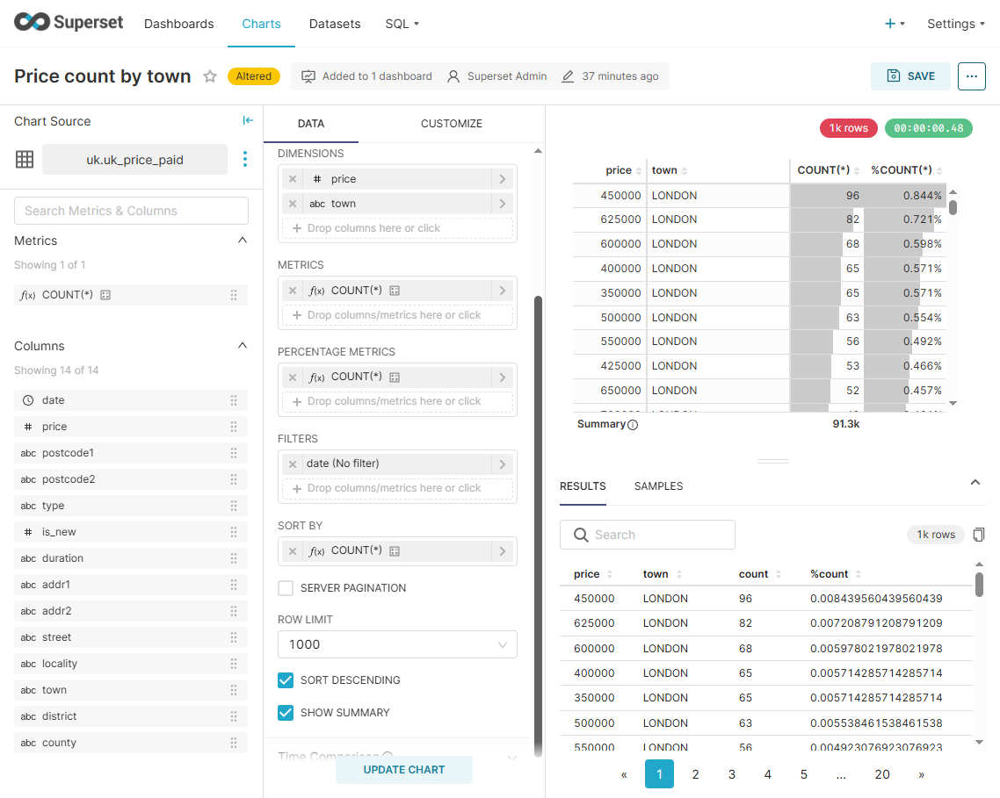 Superset Dashboards Charts Datasets SQL Settings
Price count by town Altered Added to 1 dashboard Superset Admin 37 minutes ago SAVE ...
Chart Source
uk.uk_price_paid
Search Metrics & Columns
Metrics
Showing 1 of 1
f(x) COUNT(*)
Columns
Showing 14 of 14
date
# price
abc postcode1
abc postcode2
abc type
# is_new
abc duration
abc addr1
abc addr2
abc street
abc locality
abc town
abc district
abc county
DATA CUSTOMIZE
DIMENSIONS
# price
abc town
+ Drop columns here or click
METRICS
f(x) COUNT(*)
+ Drop columns/metrics here or click
PERCENTAGE METRICS
f(x) COUNT(*)
+ Drop columns/metrics here or click
FILTERS
date (No filter)
+ Drop columns/metrics here or click
SORT BY
f(x) COUNT(*)
SERVER PAGINATION
ROW LIMIT
1000
SORT DESCENDING
SHOW SUMMARY
Time Comparison
UPDATE CHART
1k rows 00:00:00.48
price town COUNT(*) %COUNT(*)
450000 LONDON 96 0.844%
625000 LONDON 82 0.721%
600000 LONDON 68 0.598%
400000 LONDON 65 0.571%
350000 LONDON 65 0.571%
500000 LONDON 63 0.554%
550000 LONDON 56 0.492%
425000 LONDON 53 0.466%
650000 LONDON 52 0.457%
Summary 91.3k
RESULTS SAMPLES
Search 1k rows
price town count %count
450000 LONDON 96 0.008439560439560439
625000 LONDON 82 0.007208791208791209
600000 LONDON 68 0.005978021978021978
400000 LONDON 65 0.005714285714285714
350000 LONDON 65 0.005714285714285714
500000 LONDON 63 0.005538461538461538
550000 LONDON 56 0.004923076923076923
« 1 2 3 4 5 ... 20 »